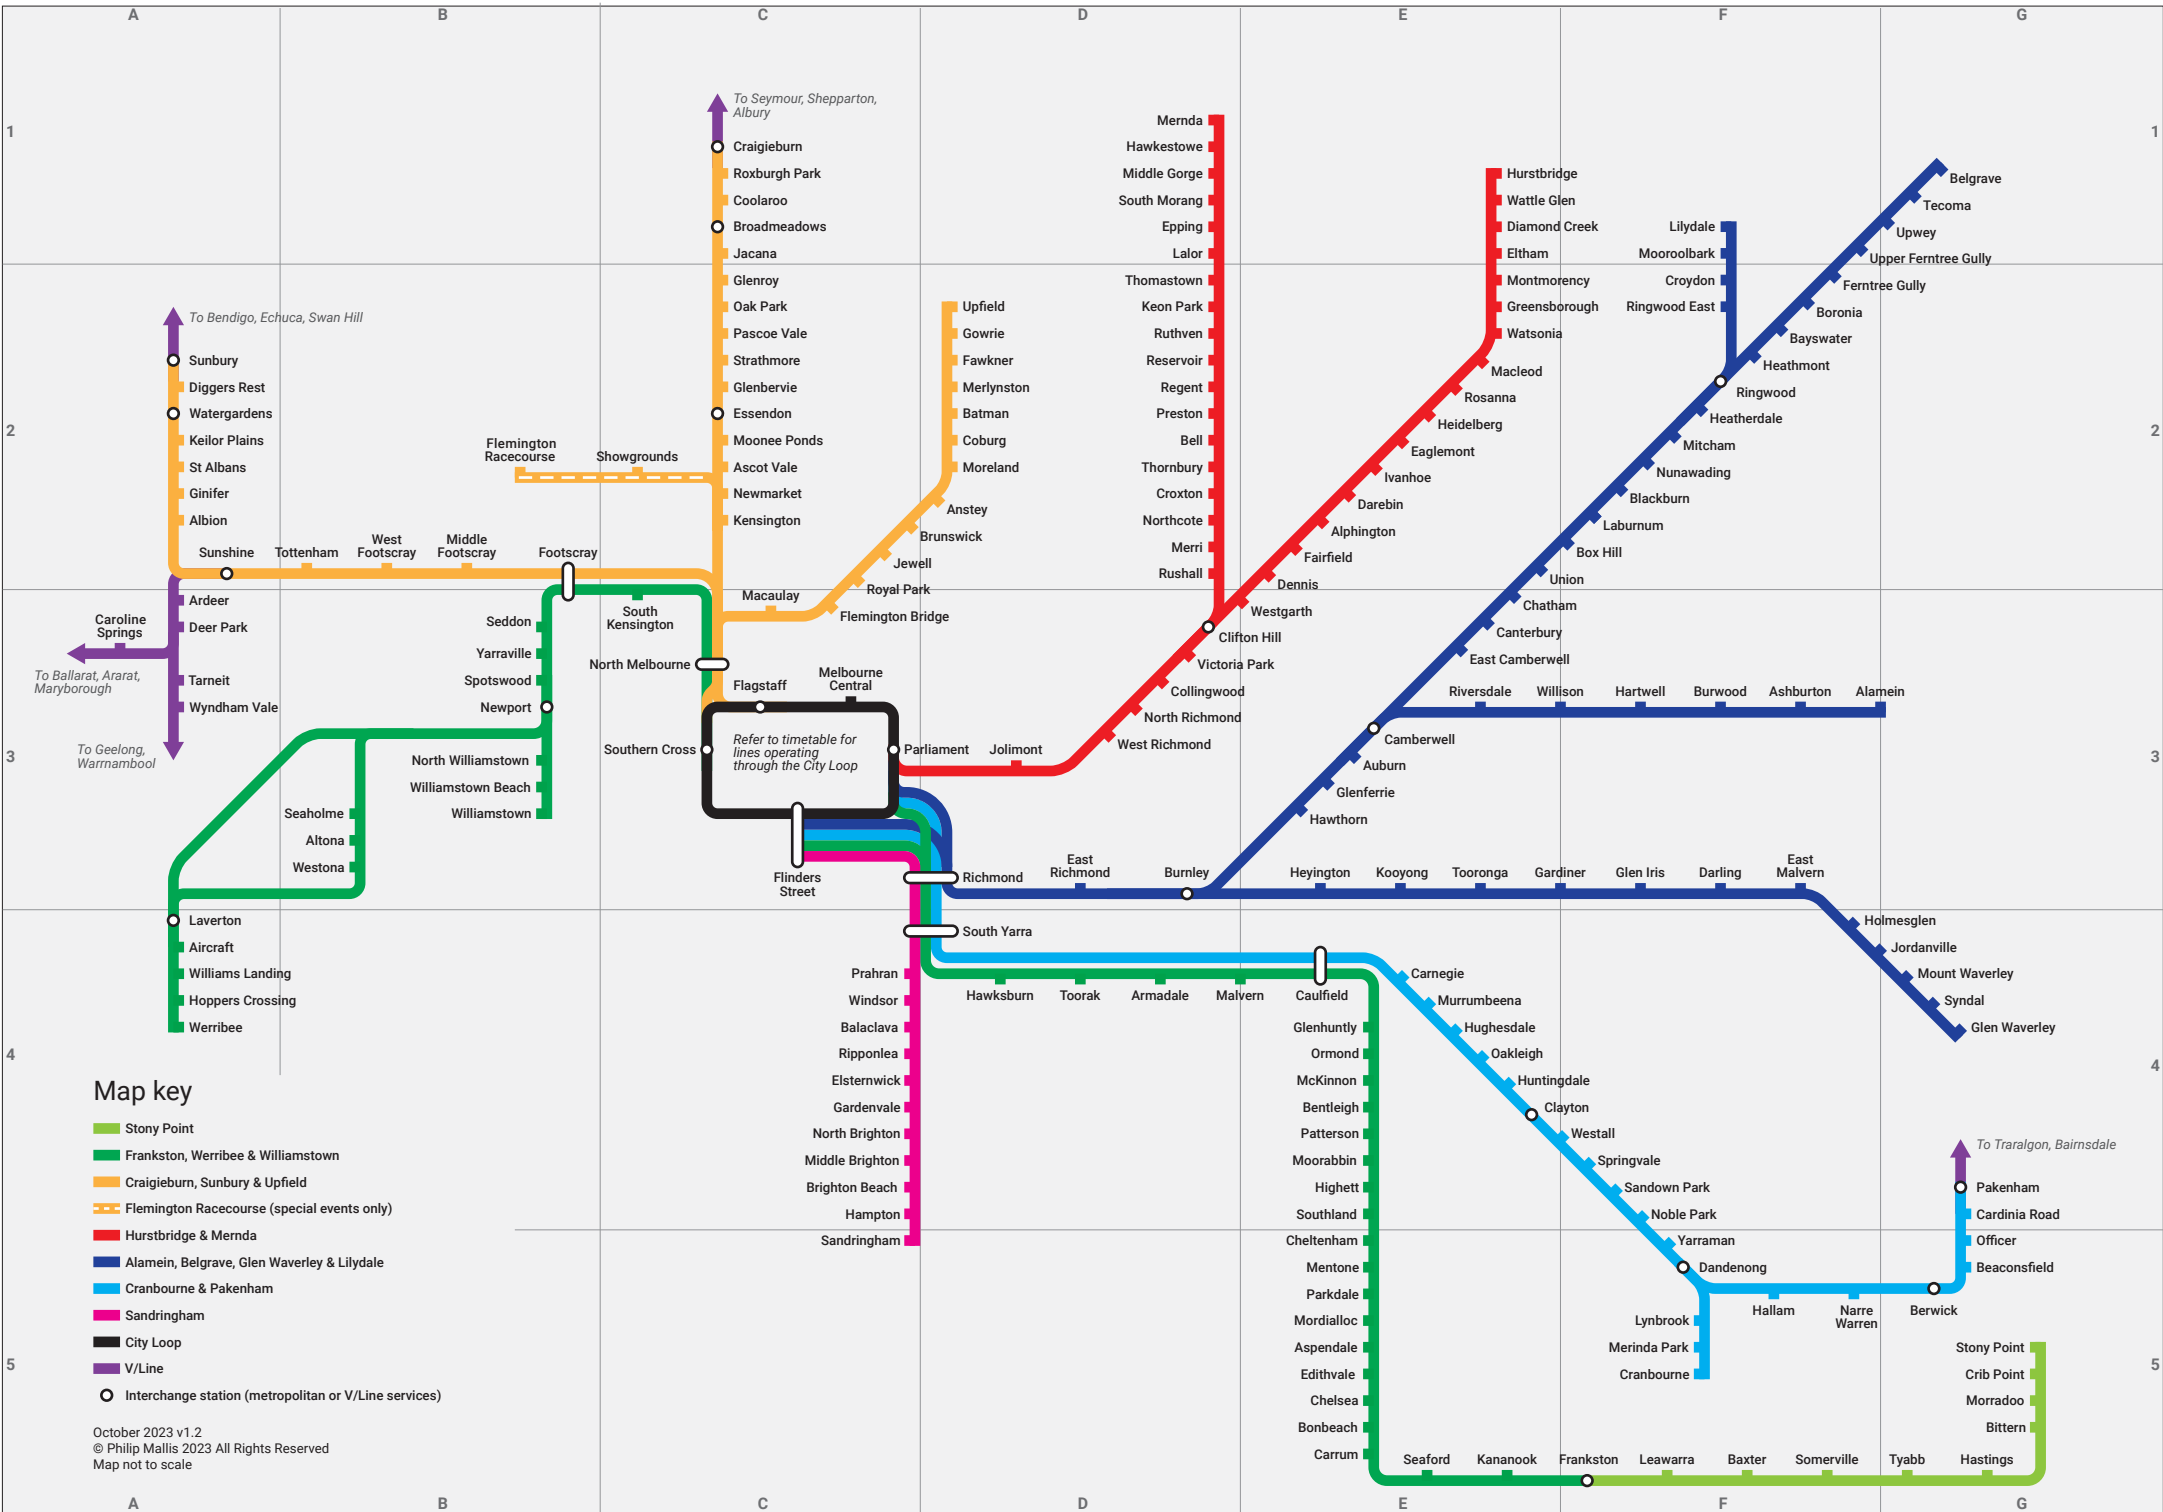 A
B
C
D
E
F
G
1
1
To Seymour, Shepparton,
Albury
Craigieburn
Roxburgh Park
Coolaroo
Broadmeadows
Jacana
Glenroy
Oak Park
Pascoe Vale
Strathmore
Glenbervie
Essendon
Moonee Ponds
Ascot Vale
Newmarket
Kensington
Mernda
Hawkestowe
Middle Gorge
South Morang
Epping
Lalor
Thomastown
Keon Park
Ruthven
Reservoir
Regent
Preston
Bell
Thornbury
Croxton
Northcote
Merri
Rushall
Hurstbridge
Wattle Glen
Diamond Creek
Eltham
Montmorency
Greensborough
Watsonia
Macleod
Rosanna
Heidelberg
Eaglemont
Ivanhoe
Darebin
Alphington
Fairfield
Dennis
Westgarth
Clifton Hill
Victoria Park
Collingwood
North Richmond
West Richmond
Jolimont
Lilydale
Mooroolbark
Croydon
Ringwood East
Belgrave
Tecoma
Upwey
Upper Ferntree Gully
Ferntree Gully
Boronia
Bayswater
Heathmont
Ringwood
Heatherdale
Mitcham
Nunawading
Blackburn
Laburnum
Box Hill
Union
Chatham
Canterbury
East Camberwell
Camberwell
Auburn
Glenferrie
Hawthorn
Riversdale
Willison
Hartwell
Burwood
Ashburton
Alamein
2
2
To Bendigo, Echuca, Swan Hill
Sunbury
Diggers Rest
Watergardens
Keilor Plains
St Albans
Ginifer
Albion
Sunshine
Tottenham
West
Footscray
Middle
Footscray
Footscray
Flemington
Racecourse
Showgrounds
Upfield
Gowrie
Fawkner
Merlynston
Batman
Coburg
Moreland
Anstey
Brunswick
Jewell
Royal Park
Flemington Bridge
Macaulay
3
3
Ardeer
Deer Park
Caroline
Springs
To Ballarat, Ararat,
Maryborough
Tarneit
Wyndham Vale
To Geelong,
Warrnambool
South
Kensington
Seddon
Yarraville
Spotswood
Newport
North Williamstown
Williamstown Beach
Williamstown
Seaholme
Altona
Westona
North Melbourne
Flagstaff
Melbourne
Central
Southern Cross
Parliament
Refer to timetable for
lines operating
through the City Loop
Flinders
Street
Richmond
East
Richmond
Burnley
Heyington
Kooyong
Tooronga
Gardiner
Glen Iris
Darling
East
Malvern
Holmesglen
Jordanville
Mount Waverley
Syndal
Glen Waverley
4
4
Laverton
Aircraft
Williams Landing
Hoppers Crossing
Werribee
South Yarra
Prahran
Windsor
Balaclava
Ripponlea
Elsternwick
Gardenvale
North Brighton
Middle Brighton
Brighton Beach
Hampton
Sandringham
Hawksburn
Toorak
Armadale
Malvern
Caulfield
Carnegie
Murrumbeena
Hughesdale
Oakleigh
Huntingdale
Clayton
Westall
Springvale
Sandown Park
Noble Park
Yarraman
Dandenong
Glenhuntly
Ormond
McKinnon
Bentleigh
Patterson
Moorabbin
Highett
Southland
Cheltenham
Mentone
Parkdale
Mordialloc
Aspendale
Edithvale
Chelsea
Bonbeach
Carrum
Seaford
Kananook
Frankston
Leawarra
Baxter
Somerville
Tyabb
Hastings
Bittern
Morradoo
Crib Point
Stony Point
To Traralgon, Bairnsdale
Pakenham
Cardinia Road
Officer
Beaconsfield
Berwick
Narre
Warren
Hallam
Lynbrook
Merinda Park
Cranbourne
5
5
Map key
Stony Point
Frankston, Werribee & Williamstown
Craigieburn, Sunbury & Upfield
Flemington Racecourse (special events only)
Hurstbridge & Mernda
Alamein, Belgrave, Glen Waverley & Lilydale
Cranbourne & Pakenham
Sandringham
City Loop
V/Line
Interchange station (metropolitan or V/Line services)
October 2023 v1.2
© Philip Mallis 2023 All Rights Reserved
Map not to scale
A
B
C
D
E
F
G